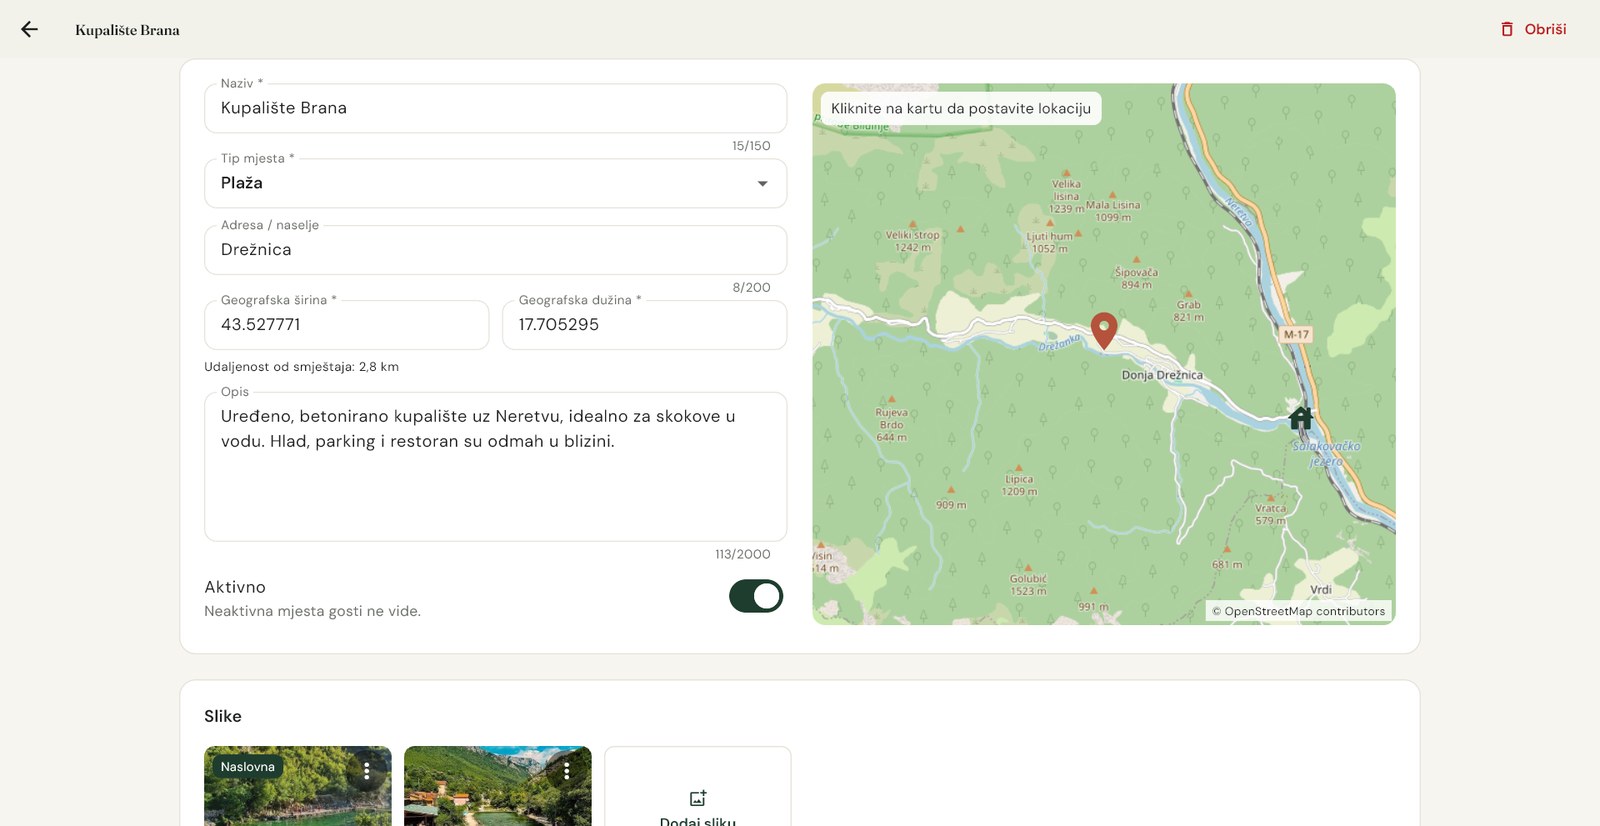 Kupalište Brana
Obriši
Naziv *
Kupalište Brana
15/150
Tip mjesta *
Plaža
Adresa / naselje
Drežnica
8/200
Geografska širina *
43.527771
Geografska dužina *
17.705295
Udaljenost od smještaja: 2,8 km
Opis
Uređeno, betonirano kupalište uz Neretvu, idealno za skokove u
vodu. Hlad, parking i restoran su odmah u blizini.
113/2000
Aktivno
Neaktivna mjesta gosti ne vide.
Kliknite na kartu da postavite lokaciju
de Blidinje
Velika
lisina
1239 m
Mala Lisina
1099 m
Neretva
Veliki strop
1242 m
Ljuti hum
1052 m
Šipovača
894 m
Grab
821 m
M-17
Drežanka
Donja Drežnica
Rujeva
Brdo
644 m
Salakovačko
jezero
Lipica
1209 m
909 m
Vratca
579 m
681 m
Golubić
1523 m
991 m
Vrdi
© OpenStreetMap contributors
Slike
Naslovna
Dodaj sliku